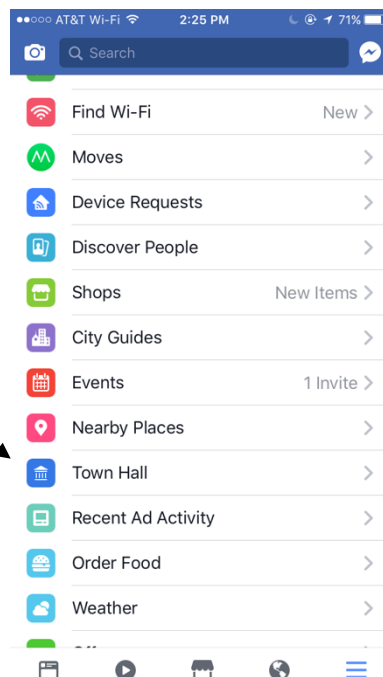 AT&T Wi-Fi 2:25 PM 71%
Search
Find Wi-Fi New
Moves
Device Requests
Discover People
Shops New Items
City Guides
Events 1 Invite
Nearby Places
Town Hall
Recent Ad Activity
Order Food
Weather